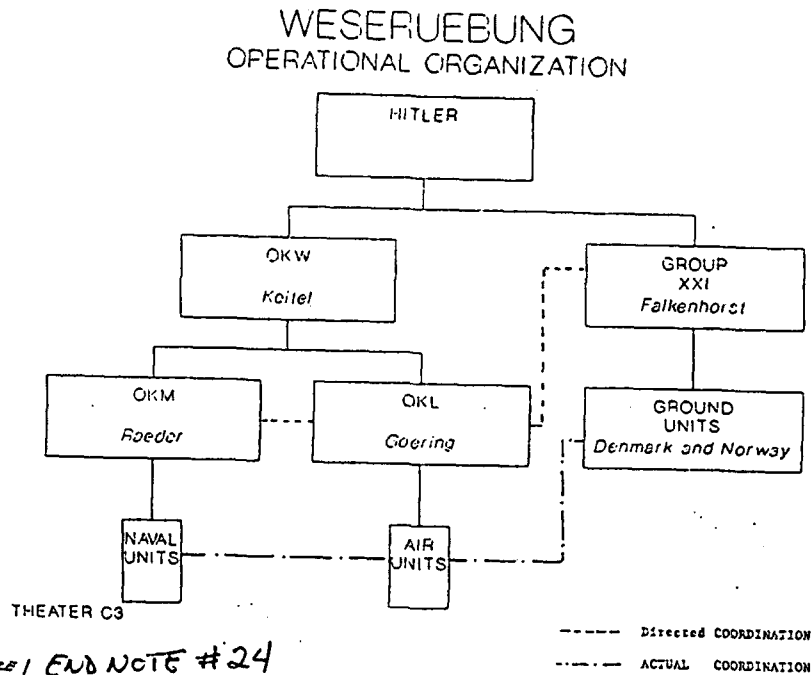 WESERUEBUNG
OPERATIONAL ORGANIZATION
HITLER
OKW
Keitel
GROUP
XXI
Falkenhorst
OKM
Raeder
OKL
Goering
GROUND
UNITS
Denmark and Norway
NAVAL
UNITS
AIR
UNITS
THEATER C3
Directed COORDINATION
ACTUAL COORDINATION
END NOTE #24